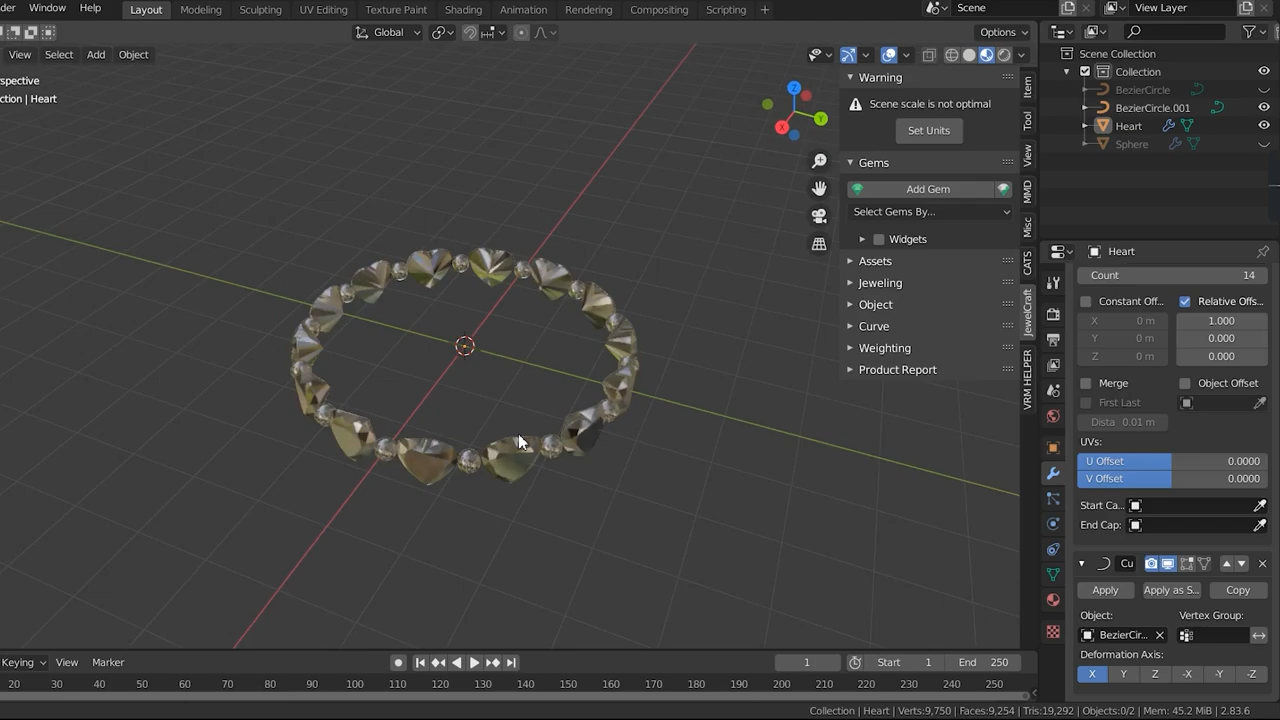 der Window Help Layout Modeling Sculpting UV Editing Texture Paint Shading Animation Rendering Compositing Scripting + Scene View Layer
Global Options
View Select Add Object
spective
ction | Heart
Z
Y
X
Warning
Scene scale is not optimal
Set Units
Gems
Add Gem
Select Gems By...
Widgets
Assets
Jeweling
Object
Curve
Weighting
Product Report
Item
Tool
View
MMD
Misc
CATS
JewelCraft
VRM HELPER
Scene Collection
Collection
BezierCircle
BezierCircle.001
Heart
Sphere
Heart
Count 14
Constant Off... Relative Offs...
X 0 m 1.000
Y 0 m 0.000
Z 0 m 0.000
Merge Object Offset
First Last
Dista 0.01 m
UVs:
U Offset 0.0000
V Offset 0.0000
Start Ca...
End Cap:
Cu
Apply Apply as S... Copy
Object: Vertex Group:
BezierCir...
Deformation Axis:
X Y Z -X -Y -Z
Keying View Marker 1 Start 1 End 250
20 30 40 50 60 70 80 90 100 110 120 130 140 150 160 170 180 190 200 210 220 230 240 250
Collection | Heart | Verts:9,750 | Faces:9,254 | Tris:19,292 | Objects:0/2 | Mem: 45.2 MiB | 2.83.6